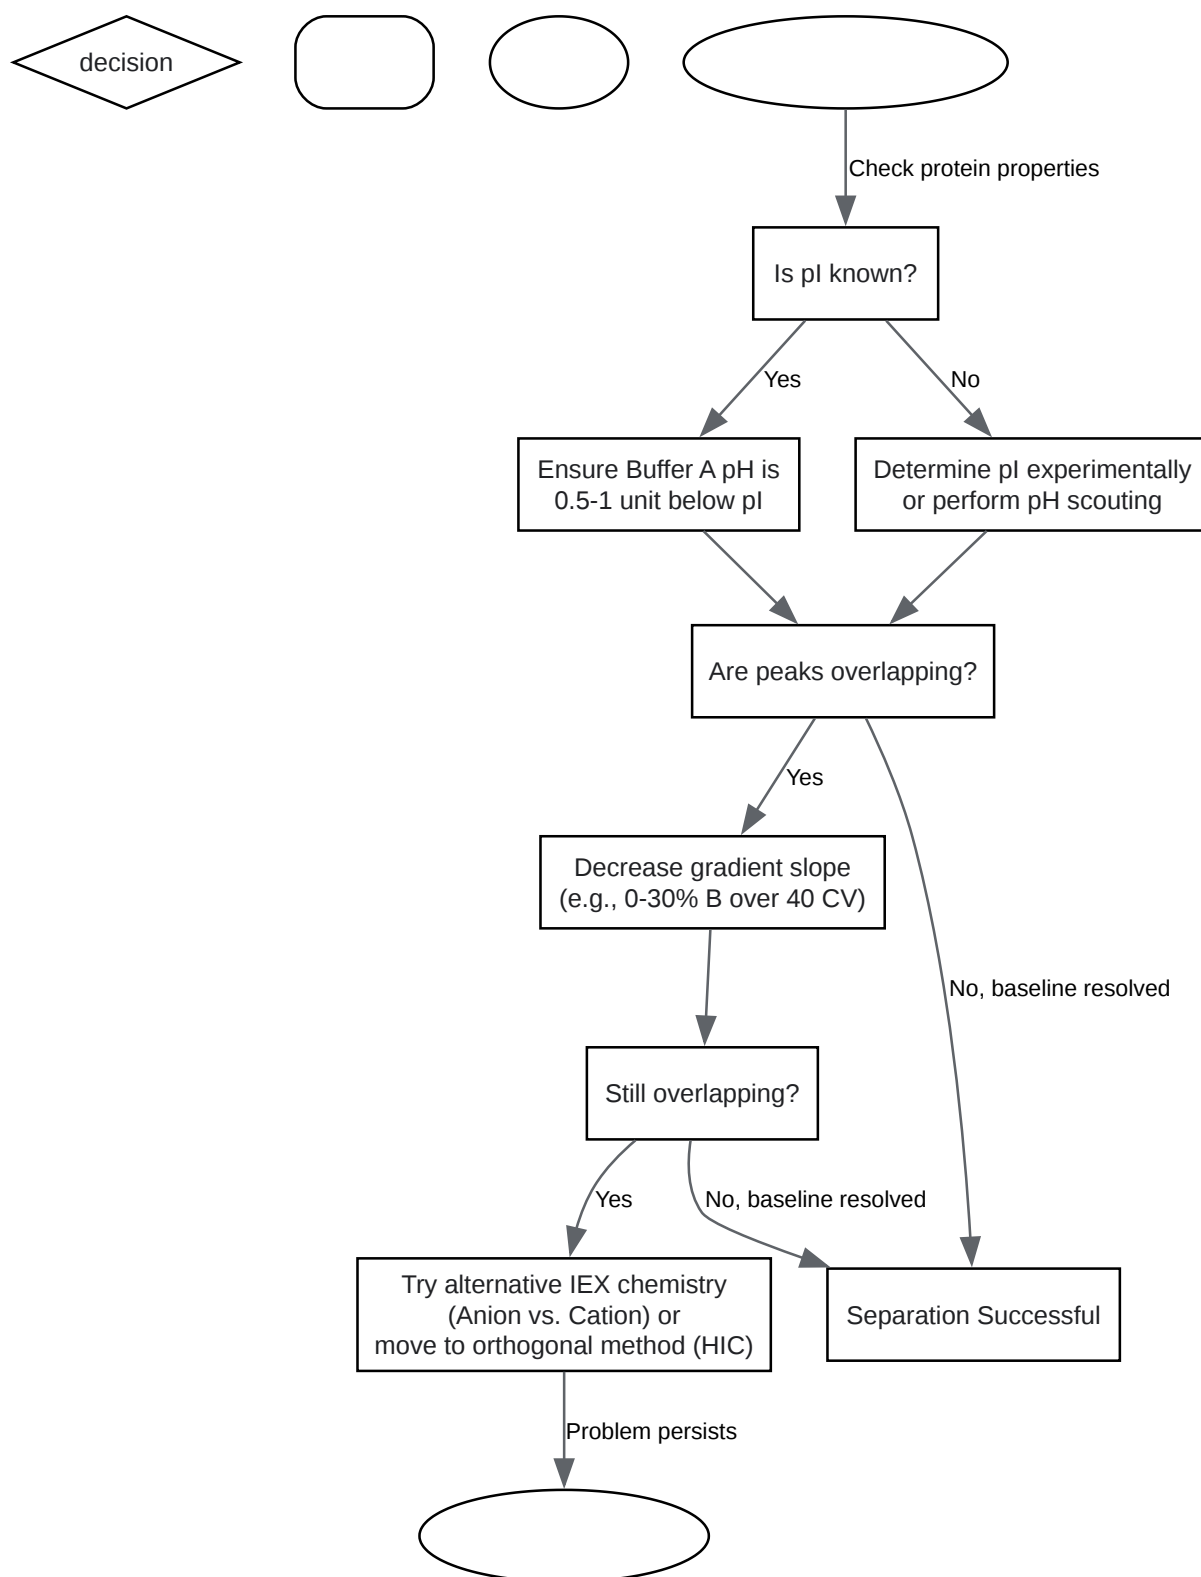 decision
Check protein properties
Is pI known?
Yes
No
Ensure Buffer A pH is
0.5-1 unit below pI
Determine pI experimentally
or perform pH scouting
Are peaks overlapping?
Yes
Decrease gradient slope
(e.g., 0-30% B over 40 CV)
No, baseline resolved
Still overlapping?
Yes
No, baseline resolved
Try alternative IEX chemistry
(Anion vs. Cation) or
move to orthogonal method (HIC)
Separation Successful
Problem persists